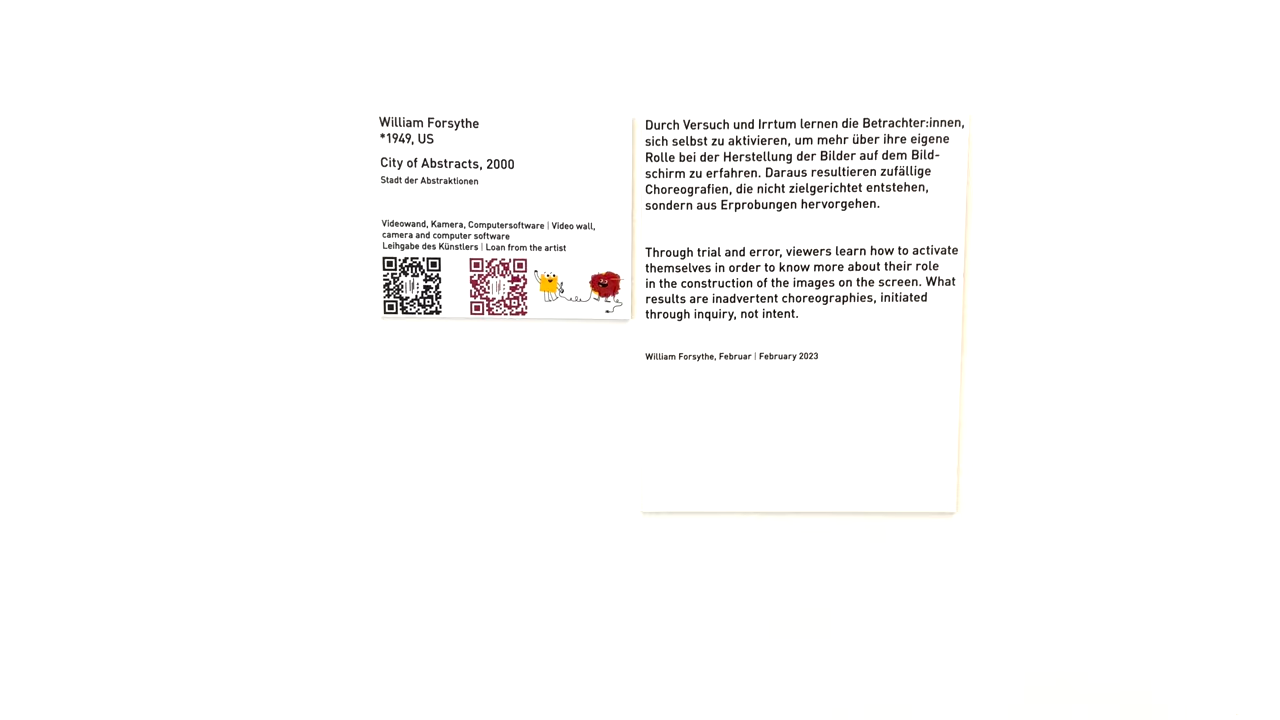 William Forsythe
*1949, US
City of Abstracts, 2000
Stadt der Abstraktionen
Videowand, Kamera, Computersoftware | Video wall,
camera and computer software
Leihgabe des Künstlers | Loan from the artist
Durch Versuch und Irrtum lernen die Betrachter:innen,
sich selbst zu aktivieren, um mehr über ihre eigene
Rolle bei der Herstellung der Bilder auf dem Bild-
schirm zu erfahren. Daraus resultieren zufällige
Choreografien, die nicht zielgerichtet entstehen,
sondern aus Erprobungen hervorgehen.
Through trial and error, viewers learn how to activate
themselves in order to know more about their role
in the construction of the images on the screen. What
results are inadvertent choreographies, initiated
through inquiry, not intent.
William Forsythe, Februar | February 2023